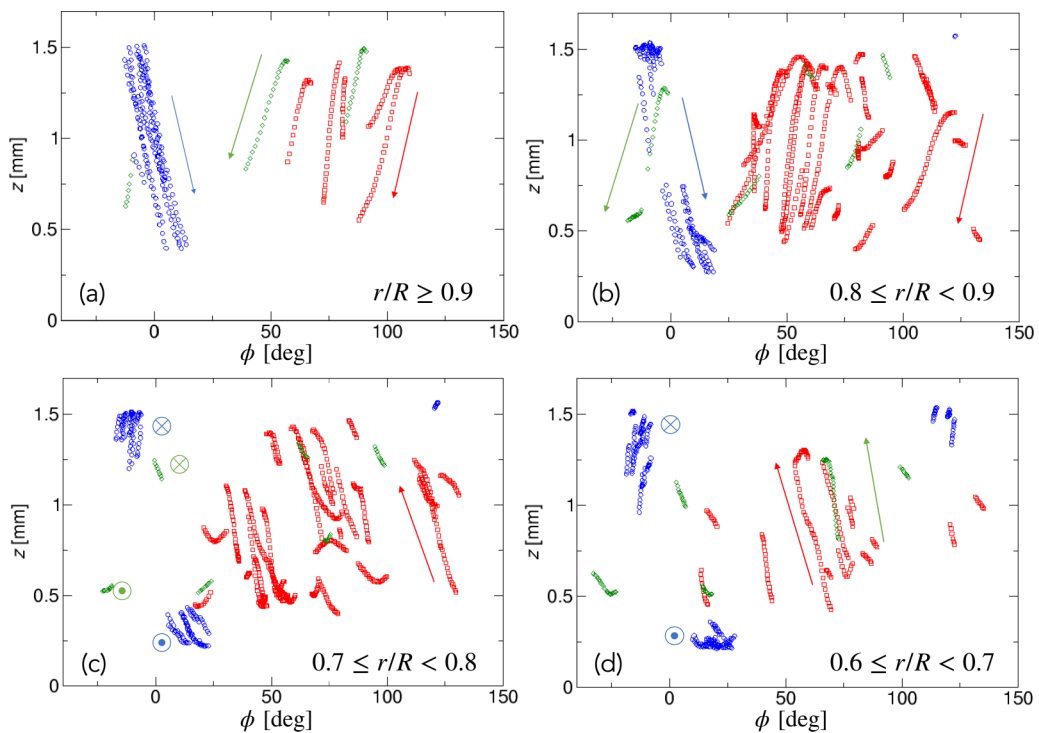 1.5
1
0.5
0
z [mm]
(a)
r/R ≥ 0.9
0 50 100 150
ϕ [deg]
1.5
1
0.5
0
z [mm]
(b)
0.8 ≤ r/R < 0.9
0 50 100 150
ϕ [deg]
1.5
1
0.5
0
z [mm]
(c)
0.7 ≤ r/R < 0.8
0 50 100 150
ϕ [deg]
1.5
1
0.5
0
z [mm]
(d)
0.6 ≤ r/R < 0.7
0 50 100 150
ϕ [deg]